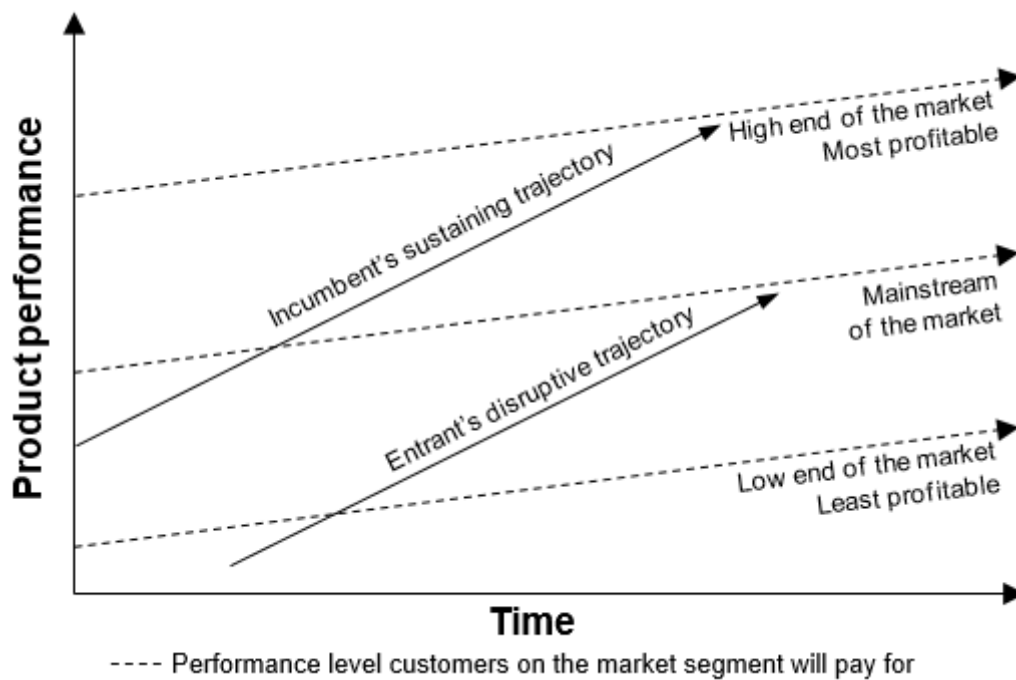 Product performance
High end of the market
Most profitable
Incumbent's sustaining trajectory
Mainstream
of the market
Entrant's disruptive trajectory
Low end of the market
Least profitable
Time
Performance level customers on the market segment will pay for